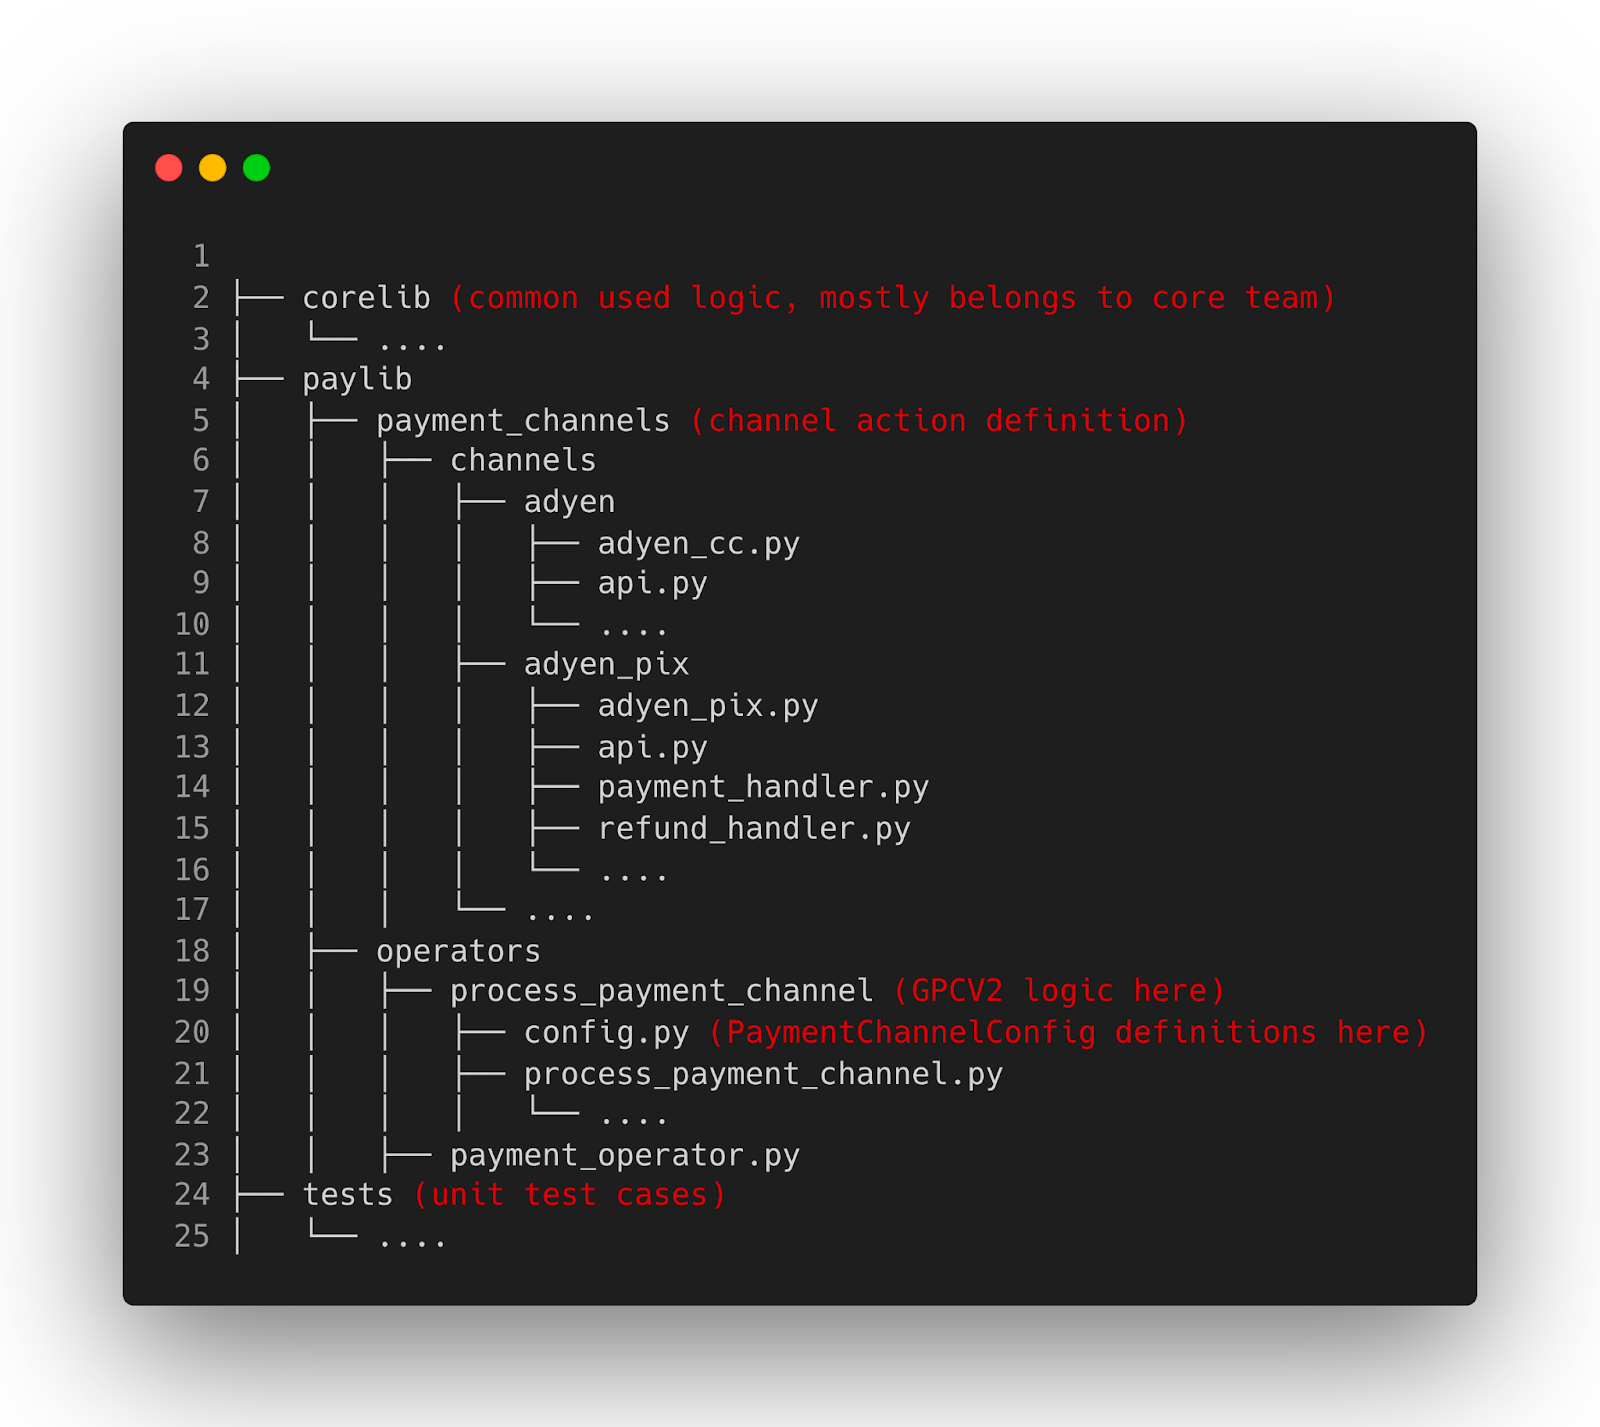 1
2 ├── corelib (common used logic, mostly belongs to core team)
3 │   └── ....
4 ├── paylib
5 │   ├── payment_channels (channel action definition)
6 │   │   ├── channels
7 │   │   │   ├── adyen
8 │   │   │   │   ├── adyen_cc.py
9 │   │   │   │   ├── api.py
10 │   │   │   │   └── ....
11 │   │   │   ├── adyen_pix
12 │   │   │   │   ├── adyen_pix.py
13 │   │   │   │   ├── api.py
14 │   │   │   │   ├── payment_handler.py
15 │   │   │   │   ├── refund_handler.py
16 │   │   │   │   └── ....
17 │   │   │   └── ....
18 │   ├── operators
19 │   │   ├── process_payment_channel (GPCV2 logic here)
20 │   │   │   ├── config.py (PaymentChannelConfig definitions here)
21 │   │   │   ├── process_payment_channel.py
22 │   │   │   │   └── ....
23 │   │   ├── payment_operator.py
24 ├── tests (unit test cases)
25 │   └── ....